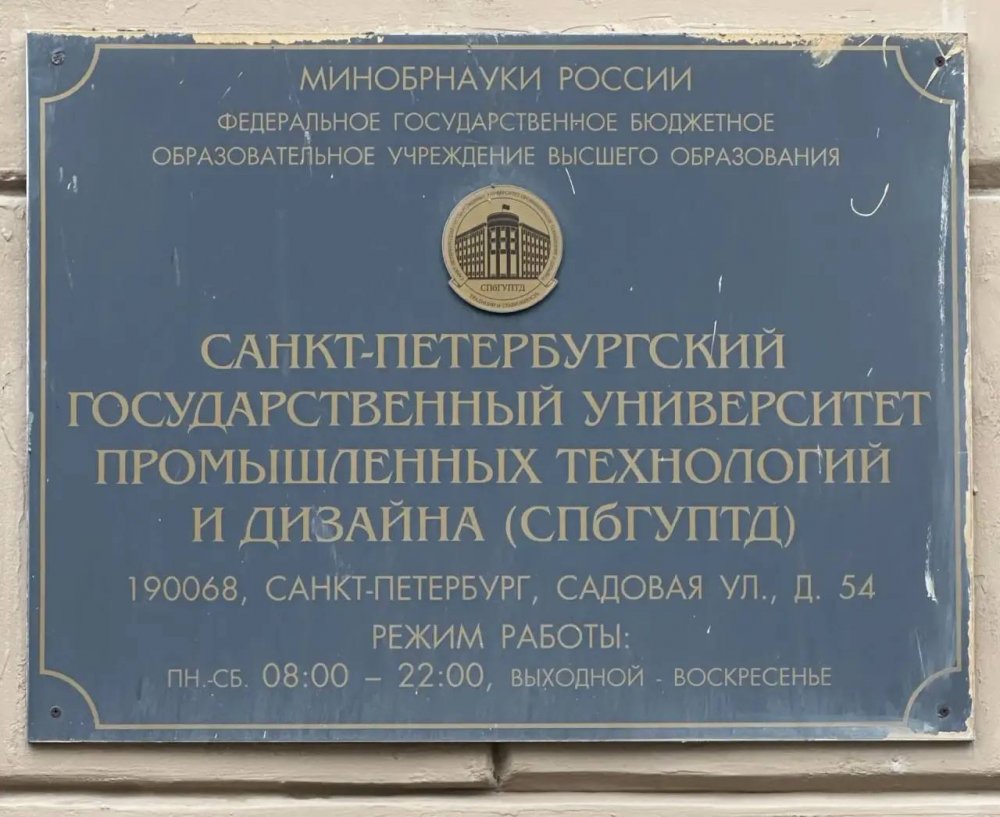 МИНОБРНАУКИ РОССИИ
ФЕДЕРАЛЬНОЕ ГОСУДАРСТВЕННОЕ БЮДЖЕТНОЕ
ОБРАЗОВАТЕЛЬНОЕ УЧРЕЖДЕНИЕ ВЫСШЕГО ОБРАЗОВАНИЯ
СПбГУПТД
САНКТ-ПЕТЕРБУРГСКИЙ
ГОСУДАРСТВЕННЫЙ УНИВЕРСИТЕТ
ПРОМЫШЛЕННЫХ ТЕХНОЛОГИЙ
И ДИЗАЙНА (СПбГУПТД)
190068, САНКТ-ПЕТЕРБУРГ, САДОВАЯ УЛ., Д. 54
РЕЖИМ РАБОТЫ:
ПН.-СБ. 08:00 – 22:00, ВЫХОДНОЙ - ВОСКРЕСЕНЬЕ